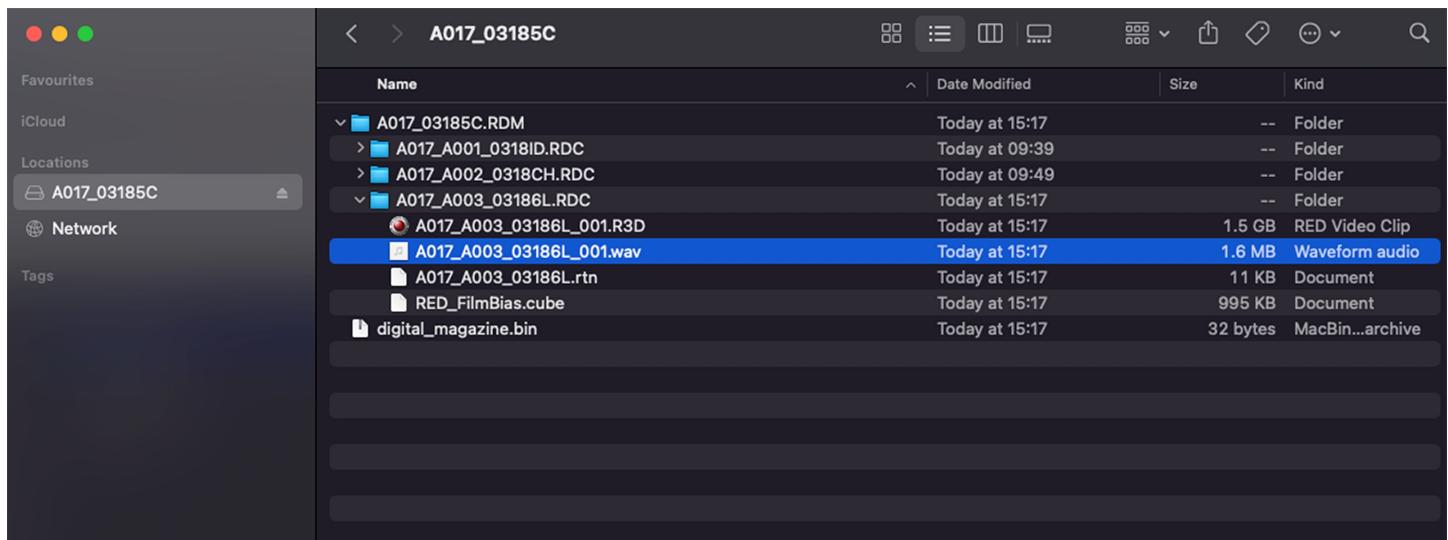 A017_03185C
Favourites
iCloud
Locations
A017_03185C
Network
Tags
Name Date Modified Size Kind
A017_03185C.RDM Today at 15:17 -- Folder
A017_A001_0318ID.RDC Today at 09:39 -- Folder
A017_A002_0318CH.RDC Today at 09:49 -- Folder
A017_A003_03186L.RDC Today at 15:17 -- Folder
A017_A003_03186L_001.R3D Today at 15:17 1.5 GB RED Video Clip
A017_A003_03186L_001.wav Today at 15:17 1.6 MB Waveform audio
A017_A003_03186L.rtn Today at 15:17 11 KB Document
RED_FilmBias.cube Today at 15:17 995 KB Document
digital_magazine.bin Today at 15:17 32 bytes MacBin...archive